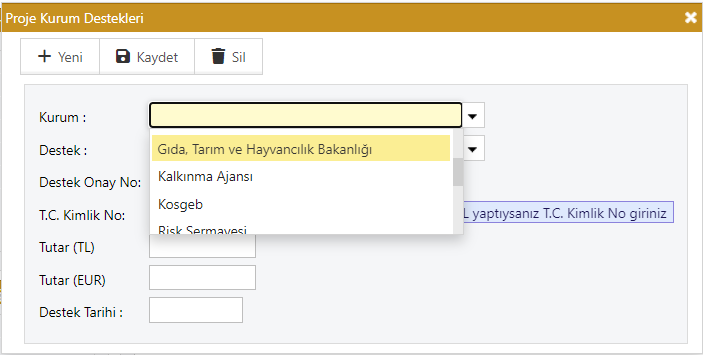 Proje Kurum Destekleri
Yeni Kaydet Sil
Kurum :
Gıda, Tarım ve Hayvancılık Bakanlığı
Destek :
Kalkınma Ajansı
Destek Onay No:
Kosgeb
T.C. Kimlik No: yaptıysanız T.C. Kimlik No giriniz
Risk Sermayesi
Tutar (TL)
Tutar (EUR)
Destek Tarihi :